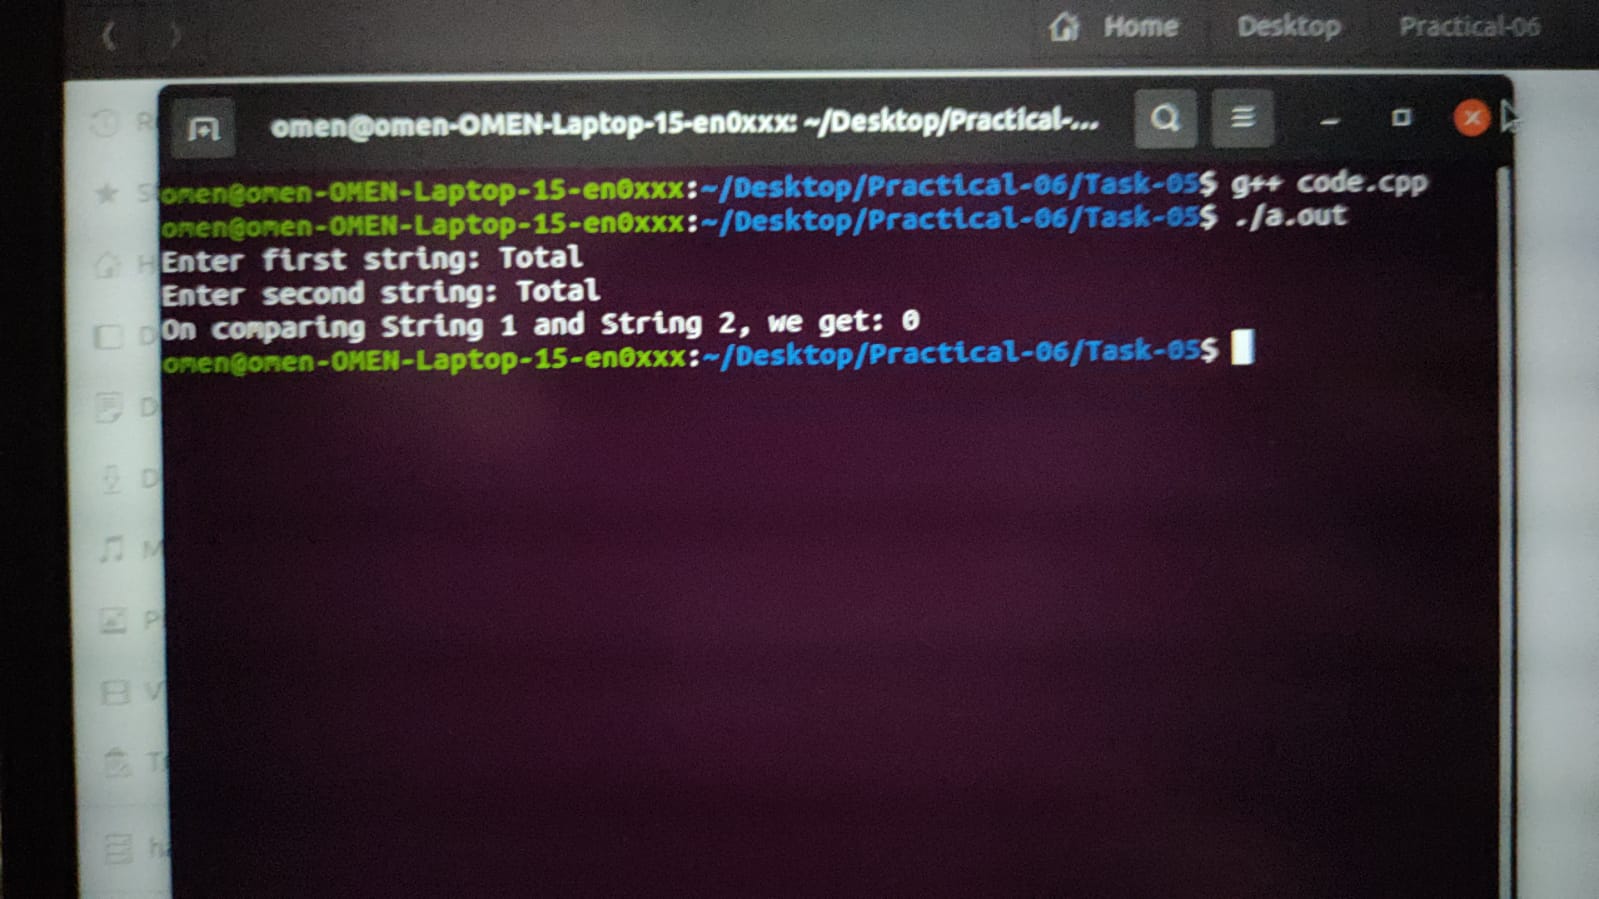 Home Desktop Practical-06
omen@omen-OMEN-Laptop-15-en0xxx: ~/Desktop/Practical-...
omen@omen-OMEN-Laptop-15-en0xxx:~/Desktop/Practical-06/Task-05$ g++ code.cpp
omen@omen-OMEN-Laptop-15-en0xxx:~/Desktop/Practical-06/Task-05$ ./a.out
Enter first string: Total
Enter second string: Total
On comparing String 1 and String 2, we get: 0
omen@omen-OMEN-Laptop-15-en0xxx:~/Desktop/Practical-06/Task-05$